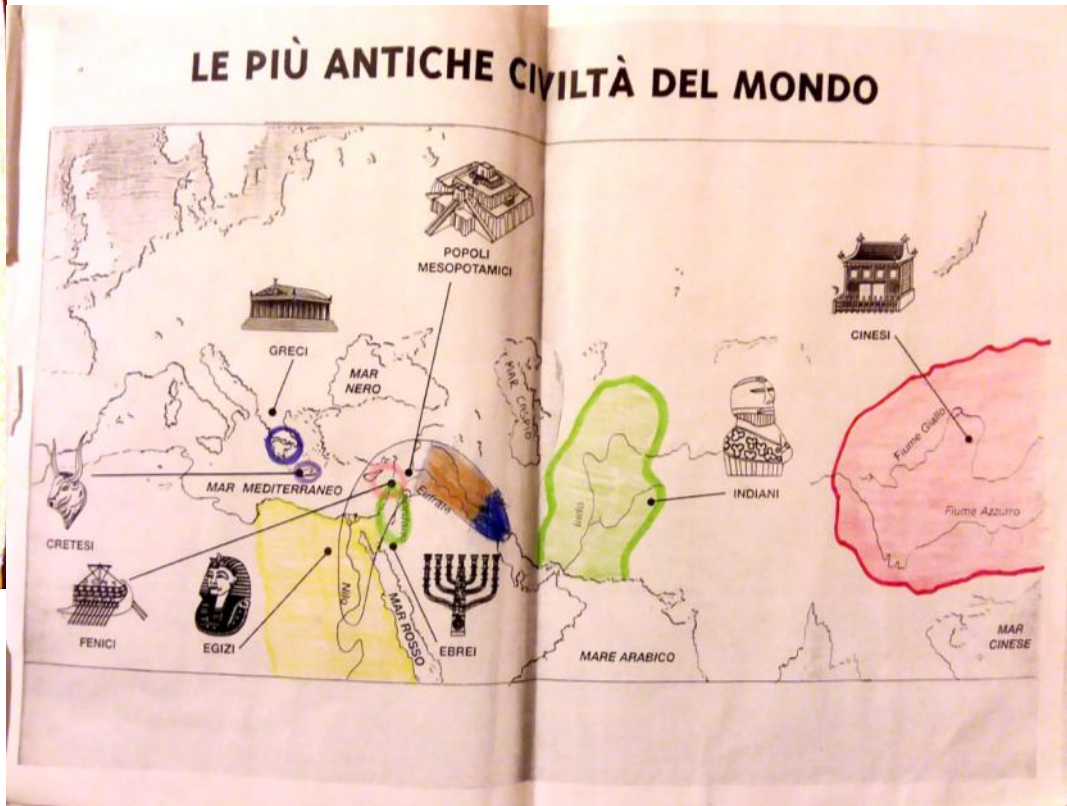 LE PIÙ ANTICHE CIVILTÀ DEL MONDO
POPOLI
MESOPOTAMICI
CINESI
GRECI
MAR
NERO
MAR CASPIO
Fiume Giallo
MAR MEDITERRANEO
Eufrate
Indo
INDIANI
Fiume Azzurro
CRETESI
FENICI
EGIZI
Nilo
MAR ROSSO
EBREI
MARE ARABICO
MAR
CINESE